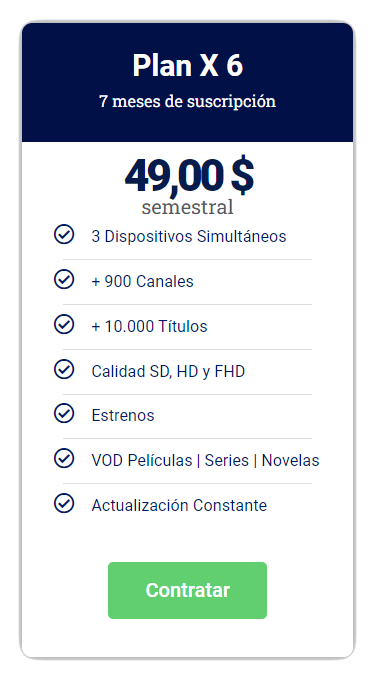 Plan X 6
7 meses de suscripción
49,00 $
semestral
3 Dispositivos Simultáneos
+ 900 Canales
+ 10.000 Títulos
Calidad SD, HD y FHD
Estrenos
VOD Películas | Series | Novelas
Actualización Constante
Contratar